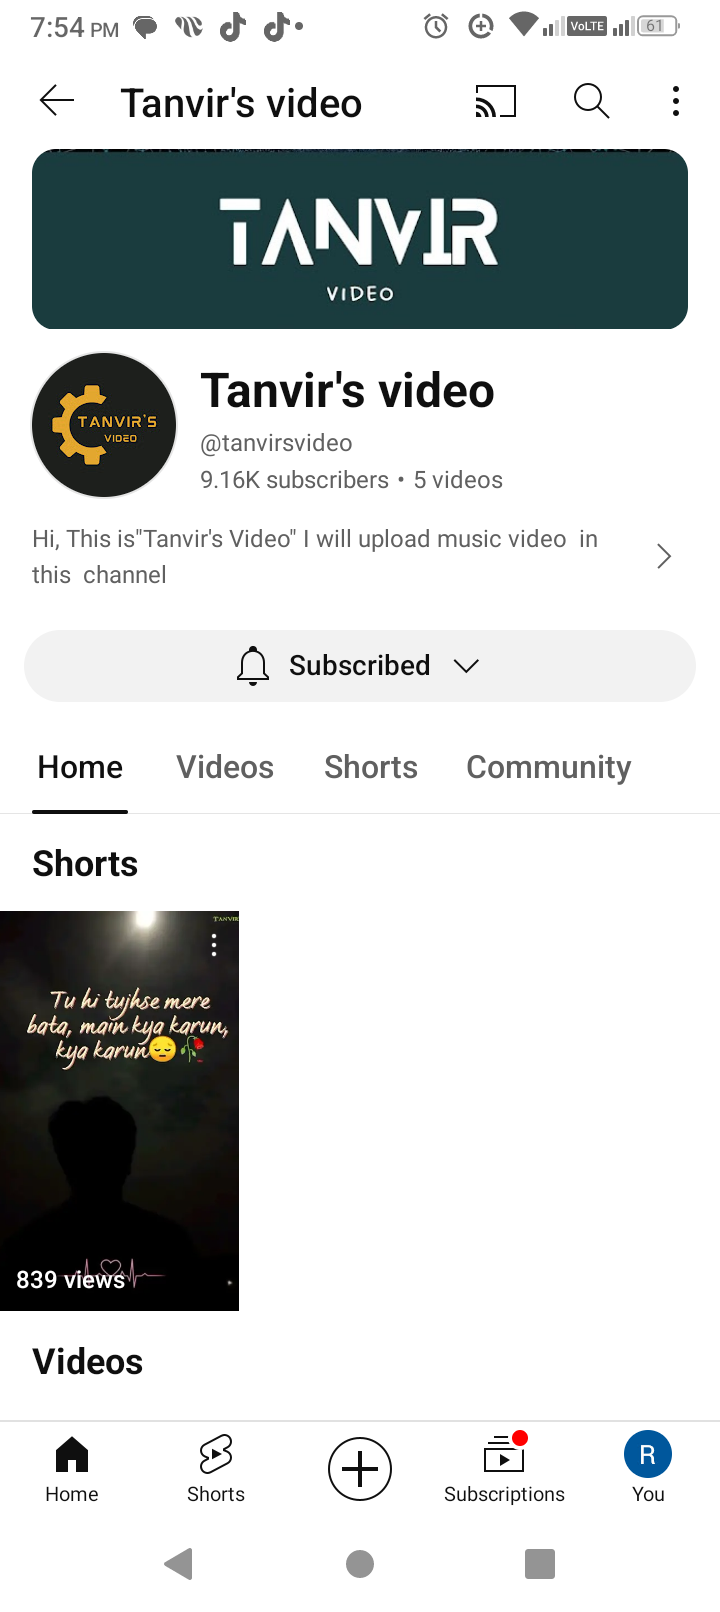 7:54 PM
VoLTE
61
Tanvir's video
TANVIR
VIDEO
TANVIR'S
VIDEO
Tanvir's video
@tanvirsvideo
9.16K subscribers • 5 videos
Hi, This is"Tanvir's Video" I will upload music video  in
this  channel
Subscribed
Home Videos Shorts Community
Shorts
TANVIR
Tu hi tujhse mere
bata, main kya karun,
kya karun😔🥀
839 views
Videos
Home Shorts Subscriptions You
R